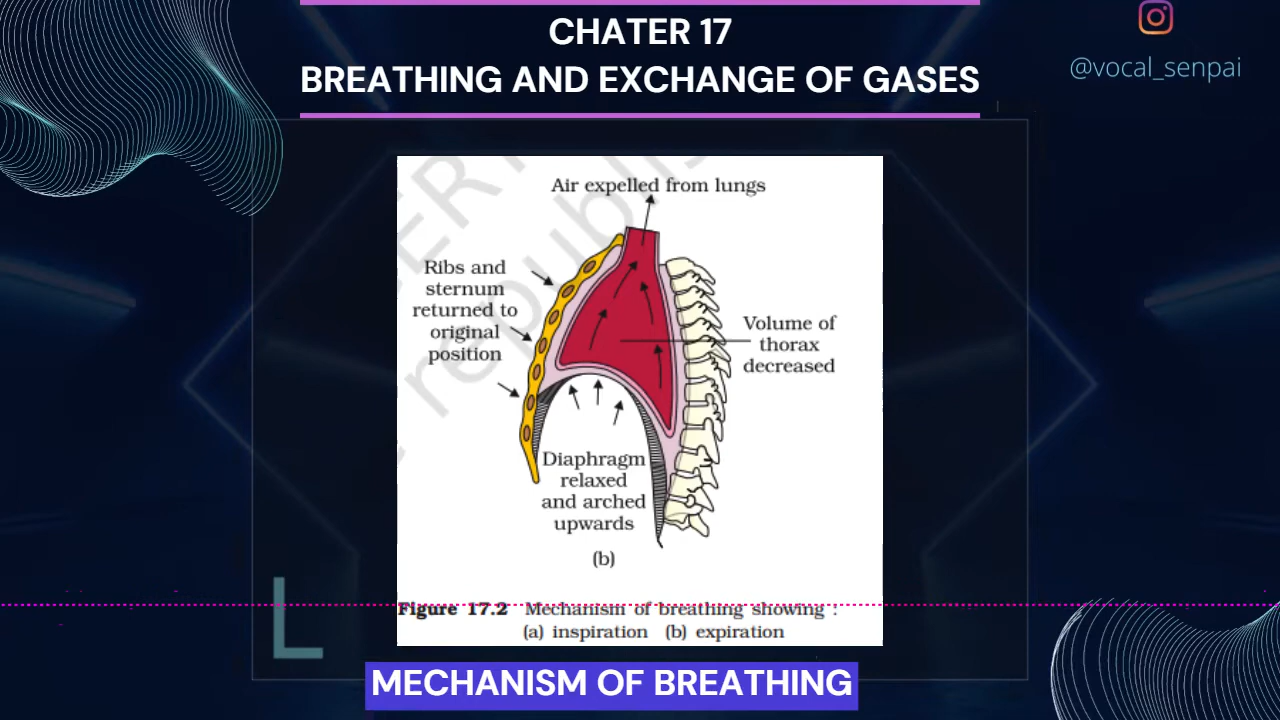 CHATER 17
BREATHING AND EXCHANGE OF GASES
@vocal_senpai
Air expelled from lungs
Ribs and
sternum
returned to
original
position
Volume of
thorax
decreased
Diaphragm
relaxed
and arched
upwards
(b)
Figure 17.2 Mechanism of breathing showing :
(a) inspiration (b) expiration
L
MECHANISM OF BREATHING